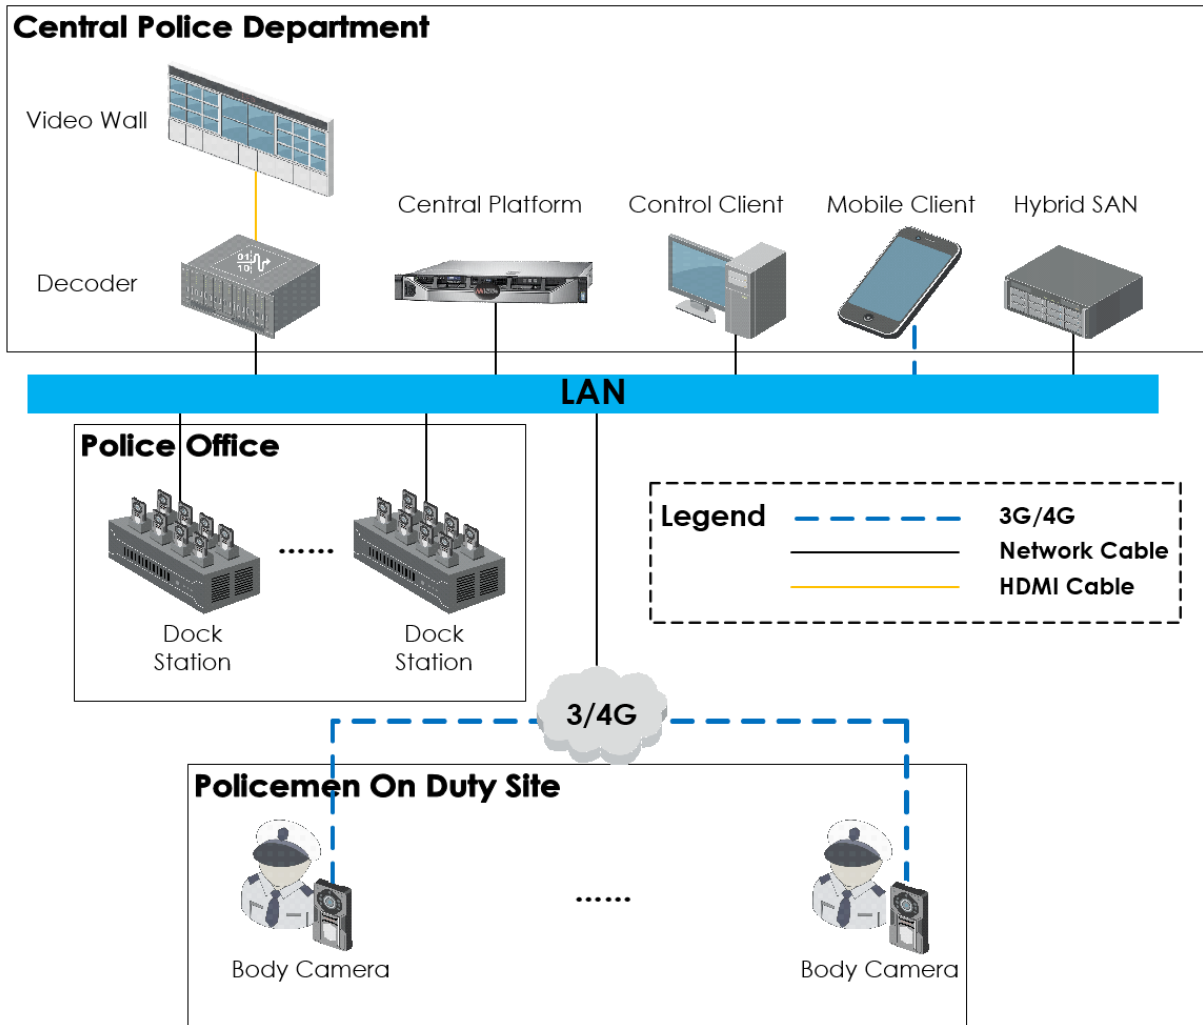 Central Police Department
Video Wall
Central Platform
Control Client
Mobile Client
Hybrid SAN
Decoder
01
10
LAN
Police Office
Legend
3G/4G
Network Cable
HDMI Cable
......
Dock
Station
Dock
Station
3/4G
Policemen On Duty Site
......
Body Camera
Body Camera